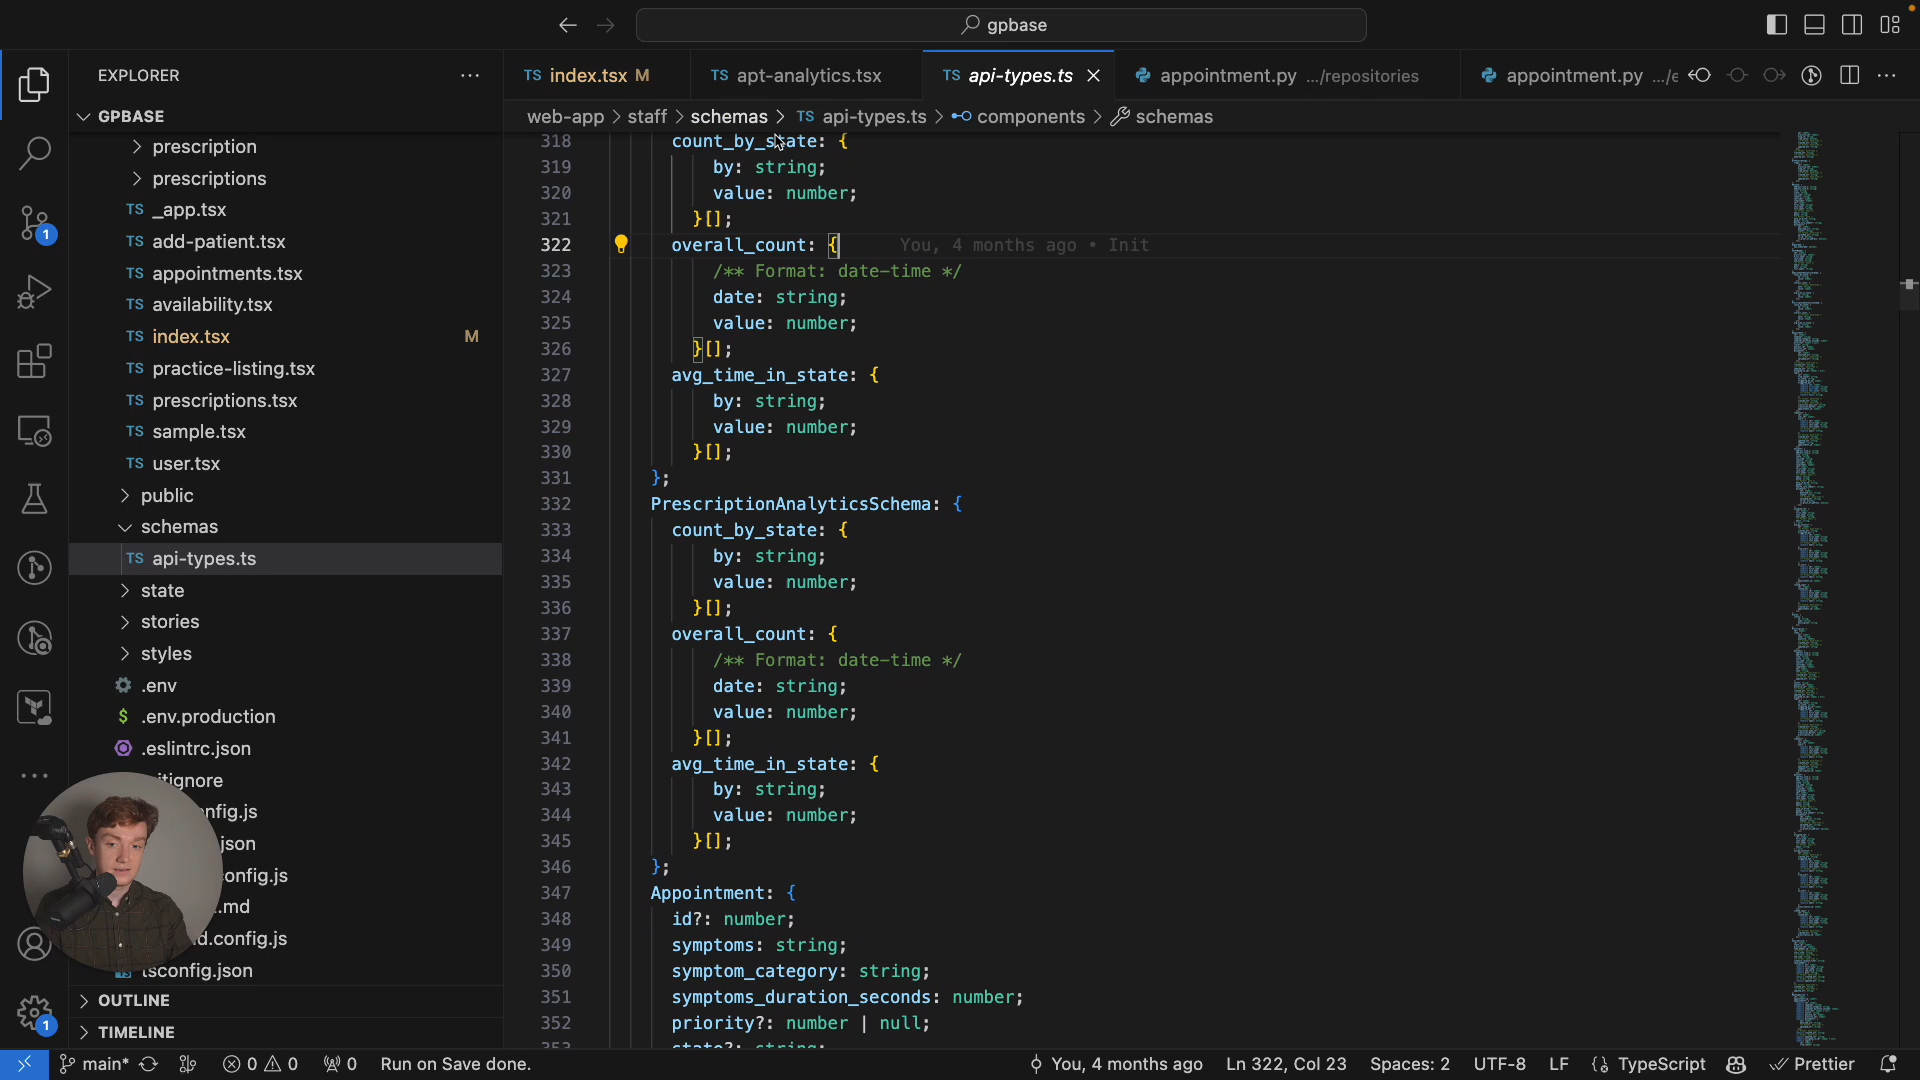 gpbase
EXPLORER
GPBASE
prescription
prescriptions
TS _app.tsx
TS add-patient.tsx
TS appointments.tsx
TS availability.tsx
TS index.tsx M
TS practice-listing.tsx
TS prescriptions.tsx
TS sample.tsx
TS user.tsx
public
schemas
TS api-types.ts
state
stories
styles
.env
$ .env.production
.eslintrc.json
itignore
nfig.js
json
onfig.js
.md
d.config.js
tsconfig.json
OUTLINE
TIMELINE
1
1
TS index.tsx M
TS apt-analytics.tsx
TS api-types.ts
appointment.py .../repositories
appointment.py .../e
web-app > staff > schemas > TS api-types.ts > components > schemas
318 count_by_state: {
319 by: string;
320 value: number;
321 }[];
322 overall_count: { You, 4 months ago • Init
323 /** Format: date-time */
324 date: string;
325 value: number;
326 }[];
327 avg_time_in_state: {
328 by: string;
329 value: number;
330 }[];
331 };
332 PrescriptionAnalyticsSchema: {
333 count_by_state: {
334 by: string;
335 value: number;
336 }[];
337 overall_count: {
338 /** Format: date-time */
339 date: string;
340 value: number;
341 }[];
342 avg_time_in_state: {
343 by: string;
344 value: number;
345 }[];
346 };
347 Appointment: {
348 id?: number;
349 symptoms: string;
350 symptom_category: string;
351 symptoms_duration_seconds: number;
352 priority?: number | null;
353 state?: string;
main* 0 0 0 Run on Save done. You, 4 months ago Ln 322, Col 23 Spaces: 2 UTF-8 LF {} TypeScript Prettier